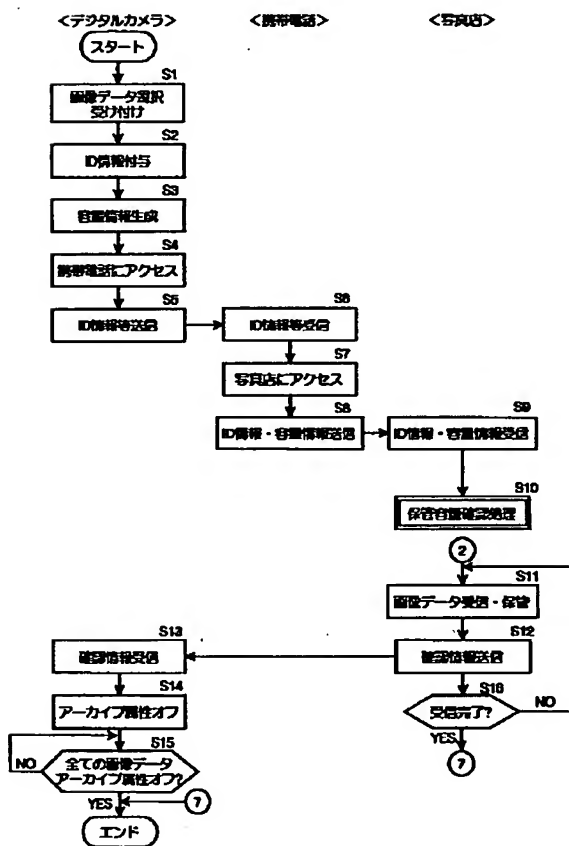 <デジタルカメラ> <携帯電話> <写真店>
スタート
S1
画像データ選択
受け付け
S2
ID情報付与
S3
容量情報生成
S4
携帯電話にアクセス
S5 S6
ID情報等送信 ID情報等受信
S7
写真店にアクセス
S8 S9
ID情報・容量情報送信 ID情報・容量情報受信
S10
保管容量確認処理
2
S11
画像データ受信・保管
S13 S12
確認情報受信 確認情報送信
S14 S16
アーカイブ属性オフ 受信完了? NO
S15 YES
NO 全ての画像データ 7
アーカイブ属性オフ?
YES 7
エンド